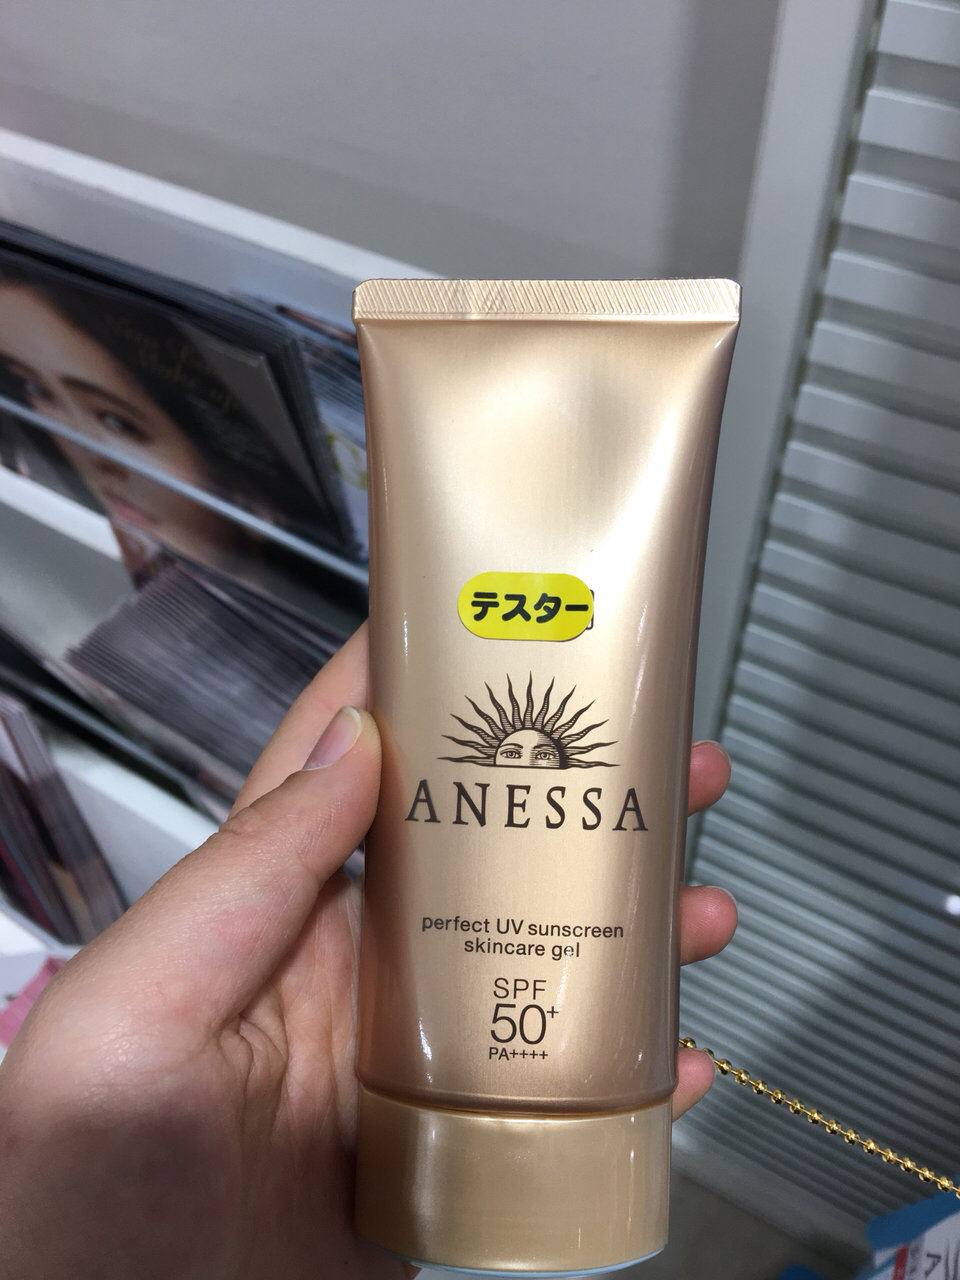 テスター
ANESSA
perfect UV sunscreen
skincare gel
SPF
50+
PA++++